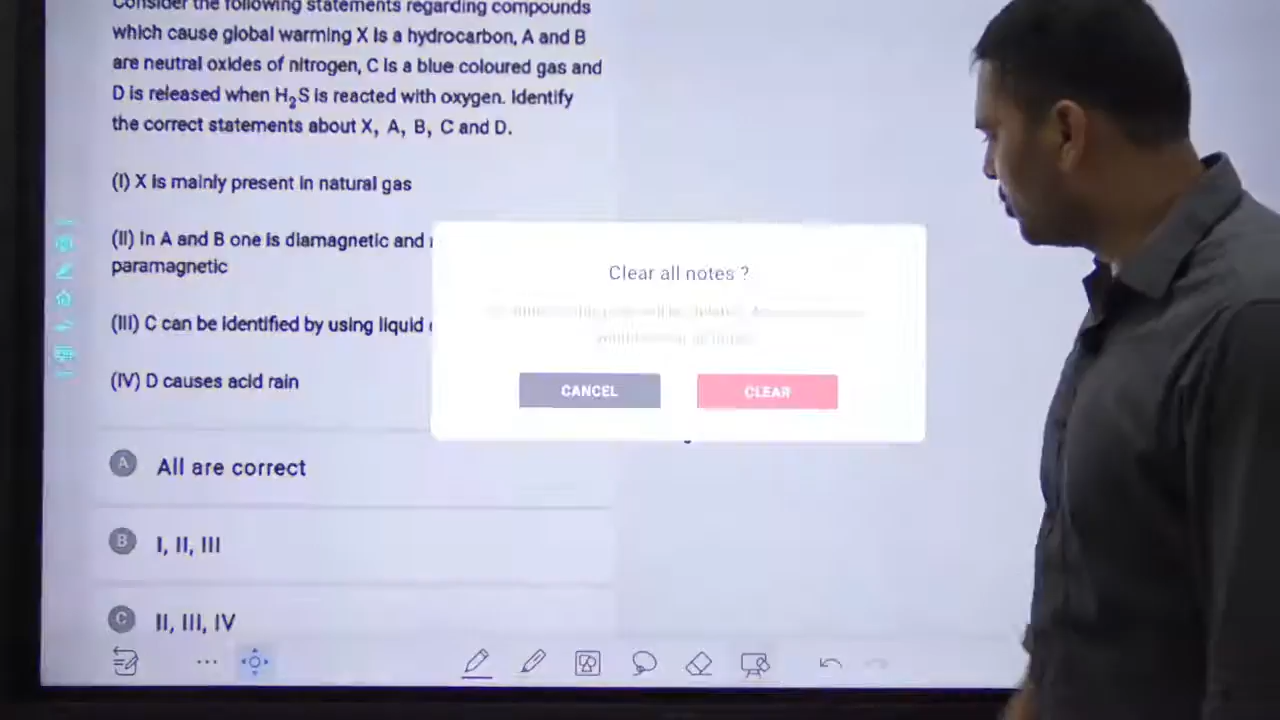 Consider the following statements regarding compounds
which cause global warming X is a hydrocarbon, A and B
are neutral oxides of nitrogen, C is a blue coloured gas and
D is released when H₂S is reacted with oxygen. Identify
the correct statements about X, A, B, C and D.
(I) X is mainly present in natural gas
(II) In A and B one is diamagnetic and
paramagnetic
(III) C can be identified by using liquid
(IV) D causes acid rain
Clear all notes ?
CANCEL
CLEAR
A All are correct
B I, II, III
C II, III, IV